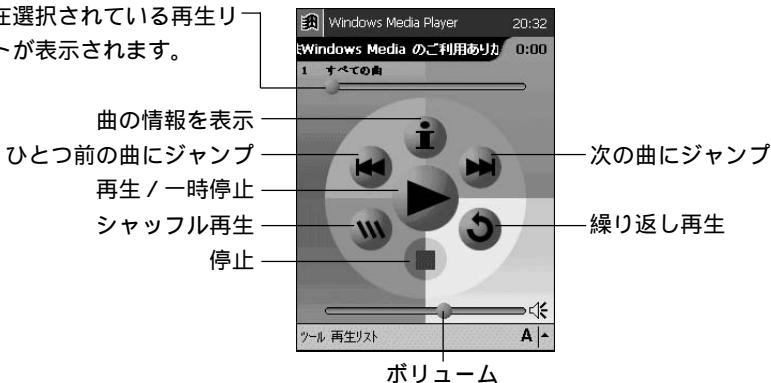 在選択されている再生リー
トが表示されます。
Windows Media Player 20:32
Windows Media のご利用ありが 0:00
1 すべての曲
曲の情報を表示
ひとつ前の曲にジャンプ
次の曲にジャンプ
再生 / 一時停止
シャッフル再生
繰り返し再生
停止
ツール 再生リスト A
ボリューム